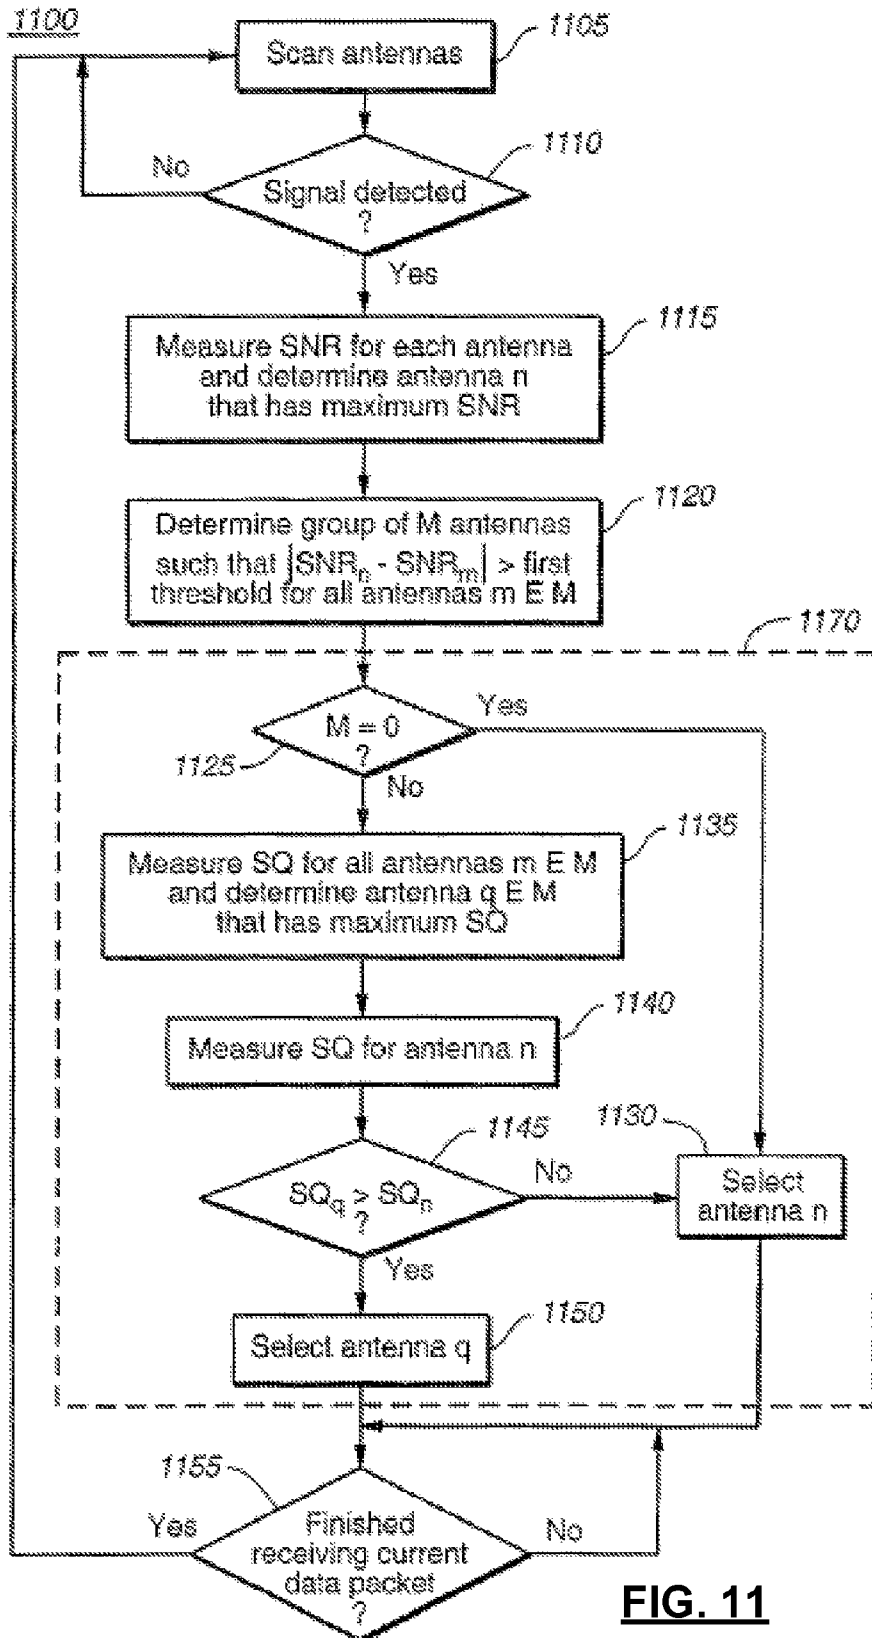 1100
Scan antennas
1105
1110
No
Signal detected
?
Yes
1115
Measure SNR for each antenna
and determine antenna n
that has maximum SNR
1120
Determine group of M antennas
such that |SNRn - SNRm| > first
threshold for all antennas m E M
1170
M = 0
?
Yes
1125
No
1135
Measure SQ for all antennas m E M
and determine antenna q E M
that has maximum SQ
1140
Measure SQ for antenna n
1145
SQq > SQn
?
No
1130
Select
antenna n
Yes
1150
Select antenna q
1155
Yes
Finished
receiving current
data packet
?
No
FIG. 11